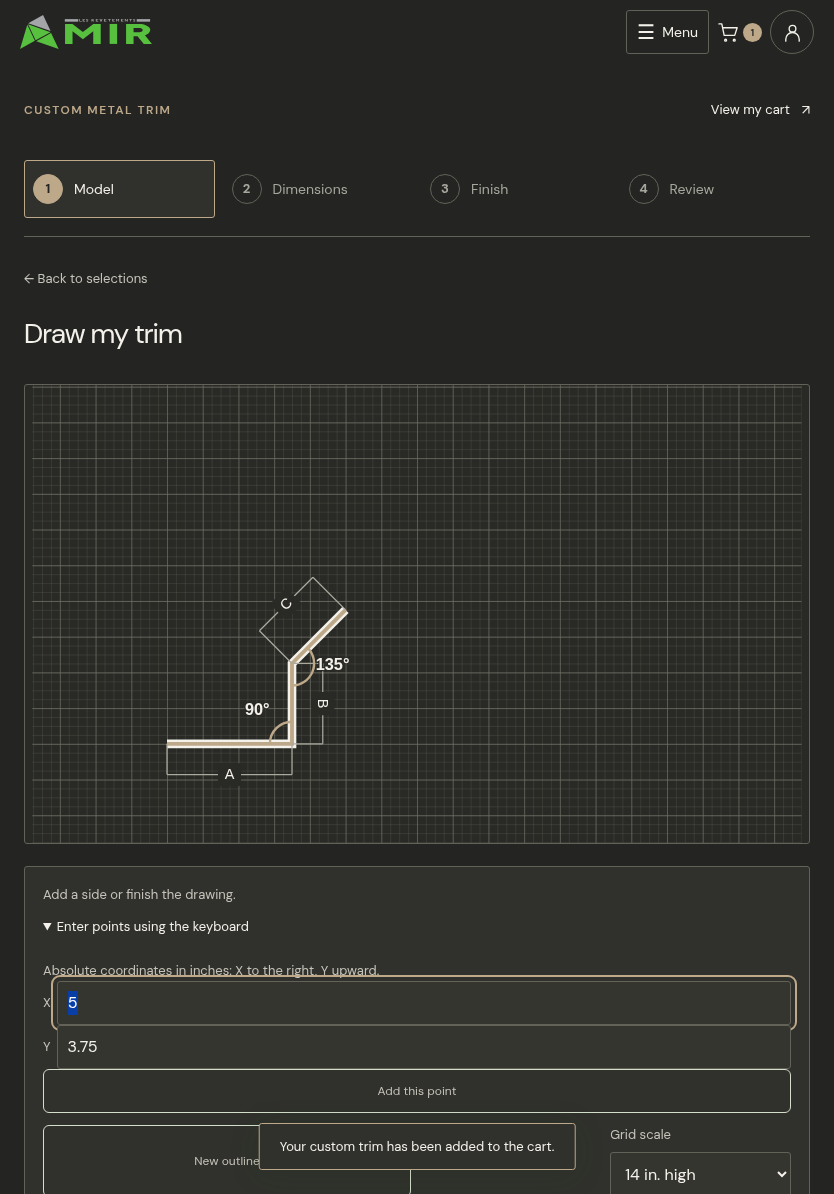 LES REVÊTEMENTS
MIR
☰ Menu
1
CUSTOM METAL TRIM
View my cart ↗
1 Model
2 Dimensions
3 Finish
4 Review
← Back to selections
Draw my trim
C
135°
90°
B
A
Add a side or finish the drawing.
▼ Enter points using the keyboard
Absolute coordinates in inches: X to the right, Y upward.
X 5
Y 3.75
Add this point
Grid scale
Your custom trim has been added to the cart.
New outline
14 in. high